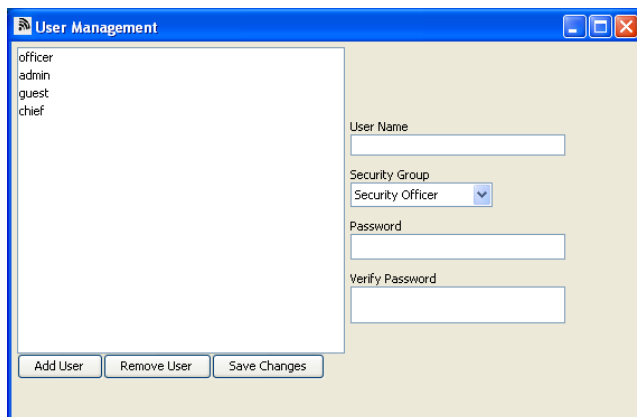 User Management
officer
admin
guest
chief
User Name
Security Group
Security Officer
Password
Verify Password
Add User Remove User Save Changes